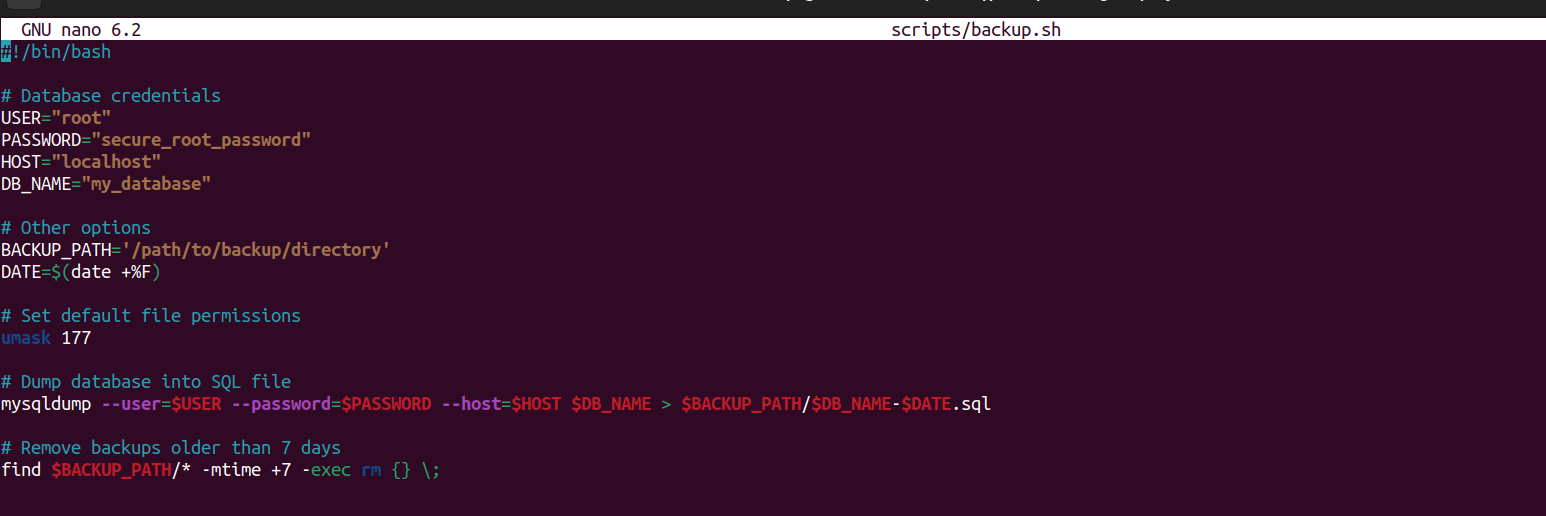 GNU nano 6.2 scripts/backup.sh
#!/bin/bash
# Database credentials
USER="root"
PASSWORD="secure_root_password"
HOST="localhost"
DB_NAME="my_database"
# Other options
BACKUP_PATH='/path/to/backup/directory'
DATE=$(date +%F)
# Set default file permissions
umask 177
# Dump database into SQL file
mysqldump --user=$USER --password=$PASSWORD --host=$HOST $DB_NAME > $BACKUP_PATH/$DB_NAME-$DATE.sql
# Remove backups older than 7 days
find $BACKUP_PATH/* -mtime +7 -exec rm {} \;